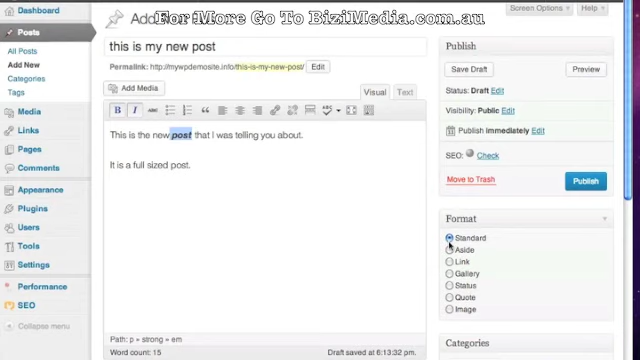 For More Go To BiziMedia.com.au
Screen Options
Help
Dashboard
Posts
All Posts
Add New
Categories
Tags
Media
Links
Pages
Comments
Appearance
Plugins
Users
Tools
Settings
Performance
SEO
Collapse menu
this is my new post
Permalink: http://mywpdemosite.info/this-is-my-new-post/ Edit
Add Media
Visual Text
B I ABC
This is the new post that I was telling you about.
It is a full sized post.
Path: p » strong » em
Word count: 15 Draft saved at 6:13:32 pm.
Publish
Save Draft Preview
Status: Draft Edit
Visibility: Public Edit
Publish immediately Edit
SEO: Check
Move to Trash Publish
Format
Standard
Aside
Link
Gallery
Status
Quote
Image
Categories